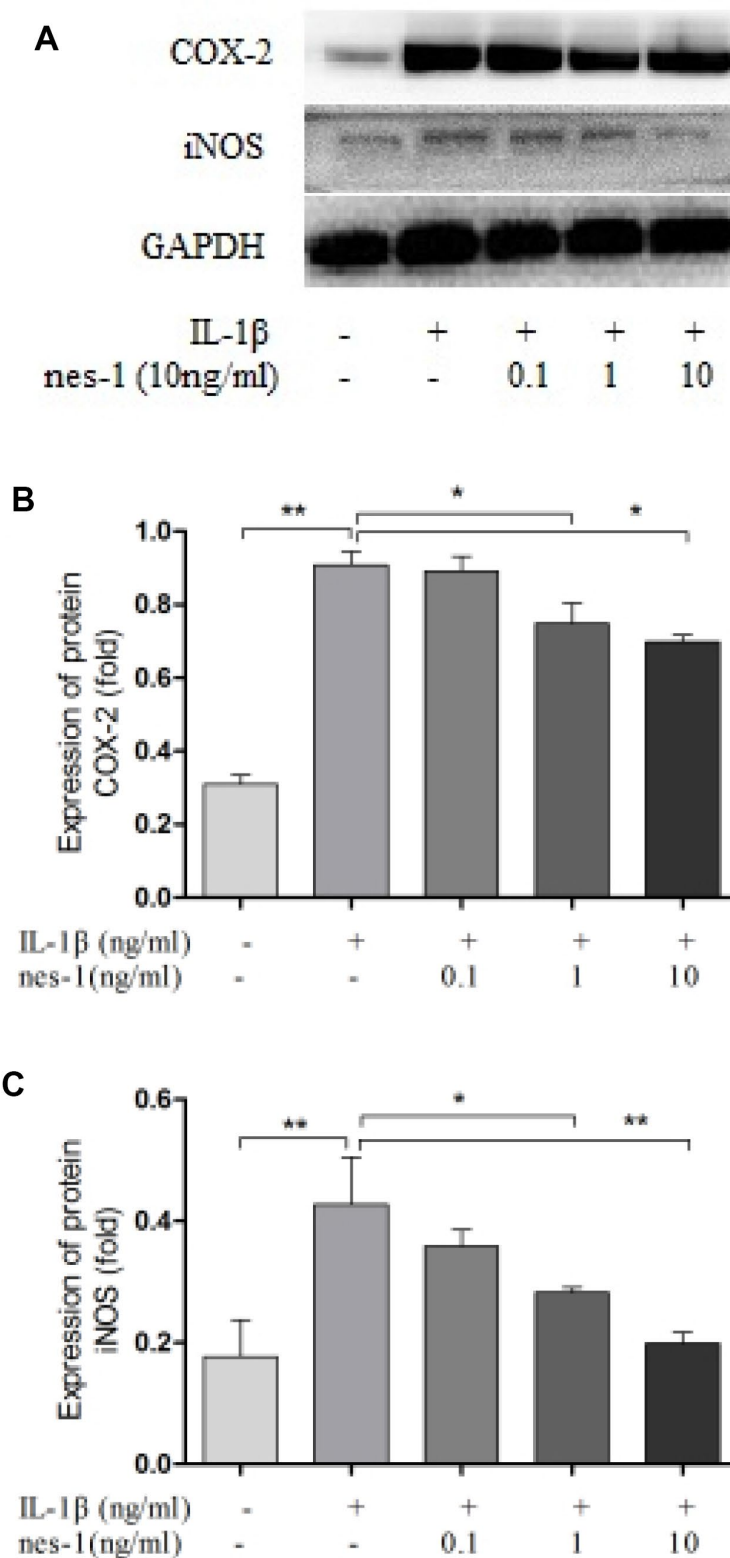 A
COX-2
iNOS
GAPDH
IL-1β - + + + +
nes-1 (10ng/ml) - - 0.1 1 10
B
** * *
Expression of protein
COX-2 (fold)
1.0
0.8
0.6
0.4
0.2
0.0
IL-1β (ng/ml) - + + + +
nes-1(ng/ml) - - 0.1 1 10
C
** * **
Expression of protein
iNOS (fold)
0.6
0.4
0.2
0.0
IL-1β (ng/ml) - + + + +
nes-1(ng/ml) - - 0.1 1 10